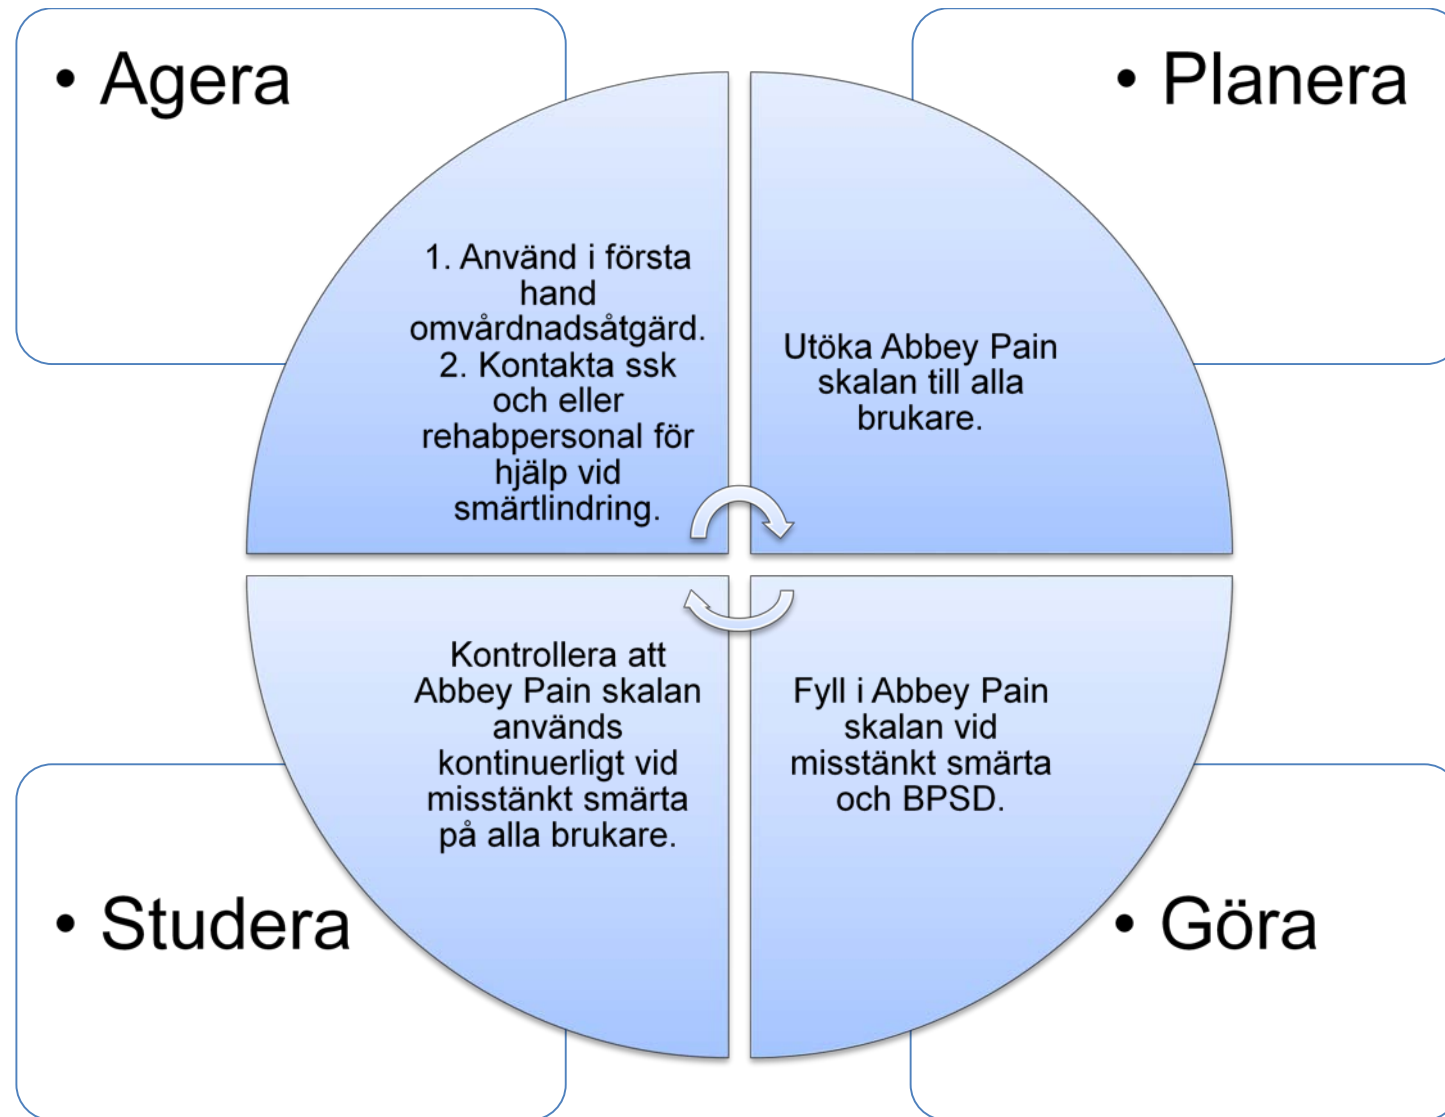 • Agera
• Planera
1. Använd i första
hand
omvårdnadsåtgärd.
2. Kontakta ssk
och eller
rehabpersonal för
hjälp vid
smärtlindring.
Utöka Abbey Pain
skalan till alla
brukare.
Kontrollera att
Abbey Pain skalan
används
kontinuerligt vid
misstänkt smärta
på alla brukare.
Fyll i Abbey Pain
skalan vid
misstänkt smärta
och BPSD.
• Studera
• Göra